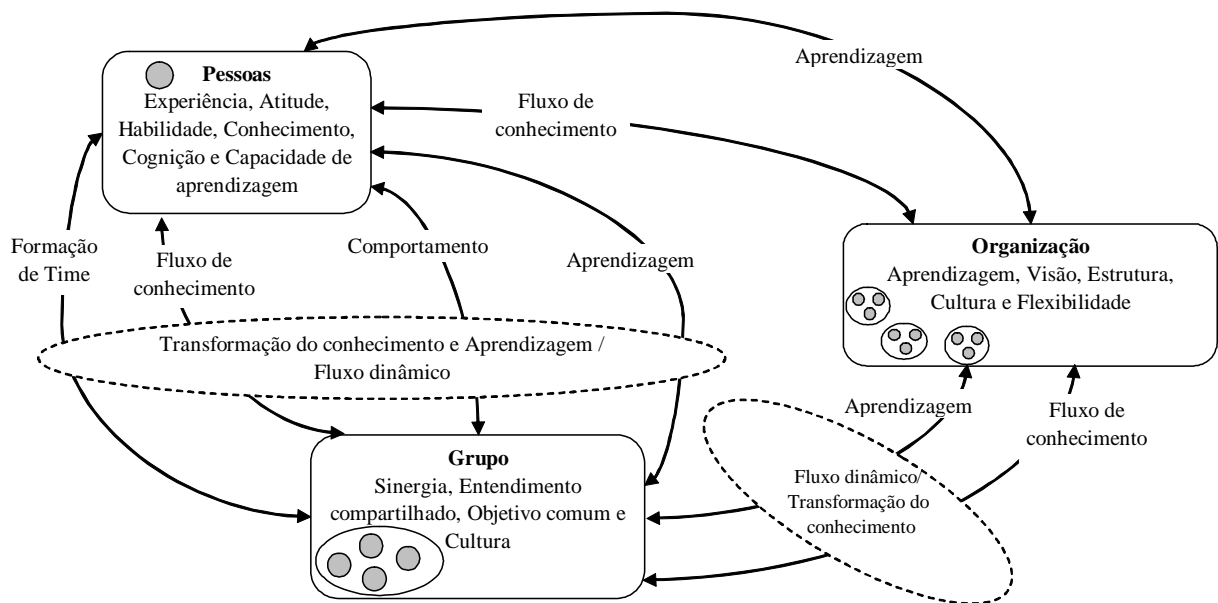 Aprendizagem
Pessoas
Experiência, Atitude,
Habilidade, Conhecimento,
Cognição e Capacidade de
aprendizagem
Fluxo de
conhecimento
Formação
de Time
Fluxo de
conhecimento
Comportamento
Aprendizagem
Organização
Aprendizagem, Visão, Estrutura,
Cultura e Flexibilidade
Transformação do conhecimento e Aprendizagem /
Fluxo dinâmico
Aprendizagem
Fluxo de
conhecimento
Grupo
Sinergia, Entendimento
compartilhado, Objetivo comum e
Cultura
Fluxo dinâmico/
Transformação do
conhecimento